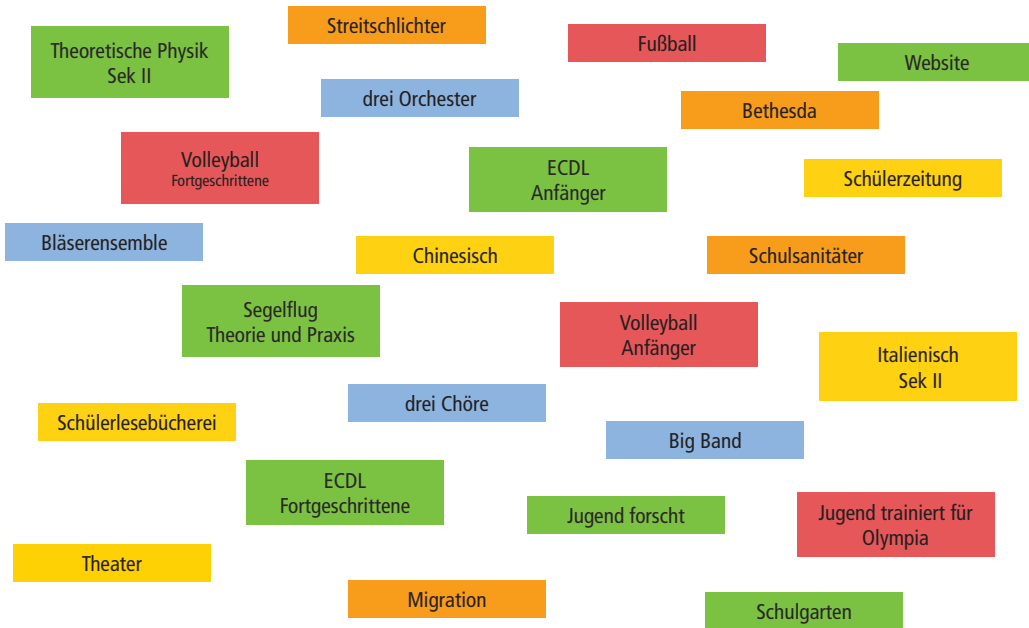 Streitschlichter
Fußball
Theoretische Physik
Sek II
Website
drei Orchester
Bethesda
Volleyball
Fortgeschrittene
ECDL
Anfänger
Schülerzeitung
Bläserensemble
Chinesisch
Schulsanitäter
Segelflug
Theorie und Praxis
Volleyball
Anfänger
Italienisch
Sek II
drei Chöre
Schülerlesebücherei
Big Band
ECDL
Fortgeschrittene
Jugend forscht
Jugend trainiert für
Olympia
Theater
Migration
Schulgarten